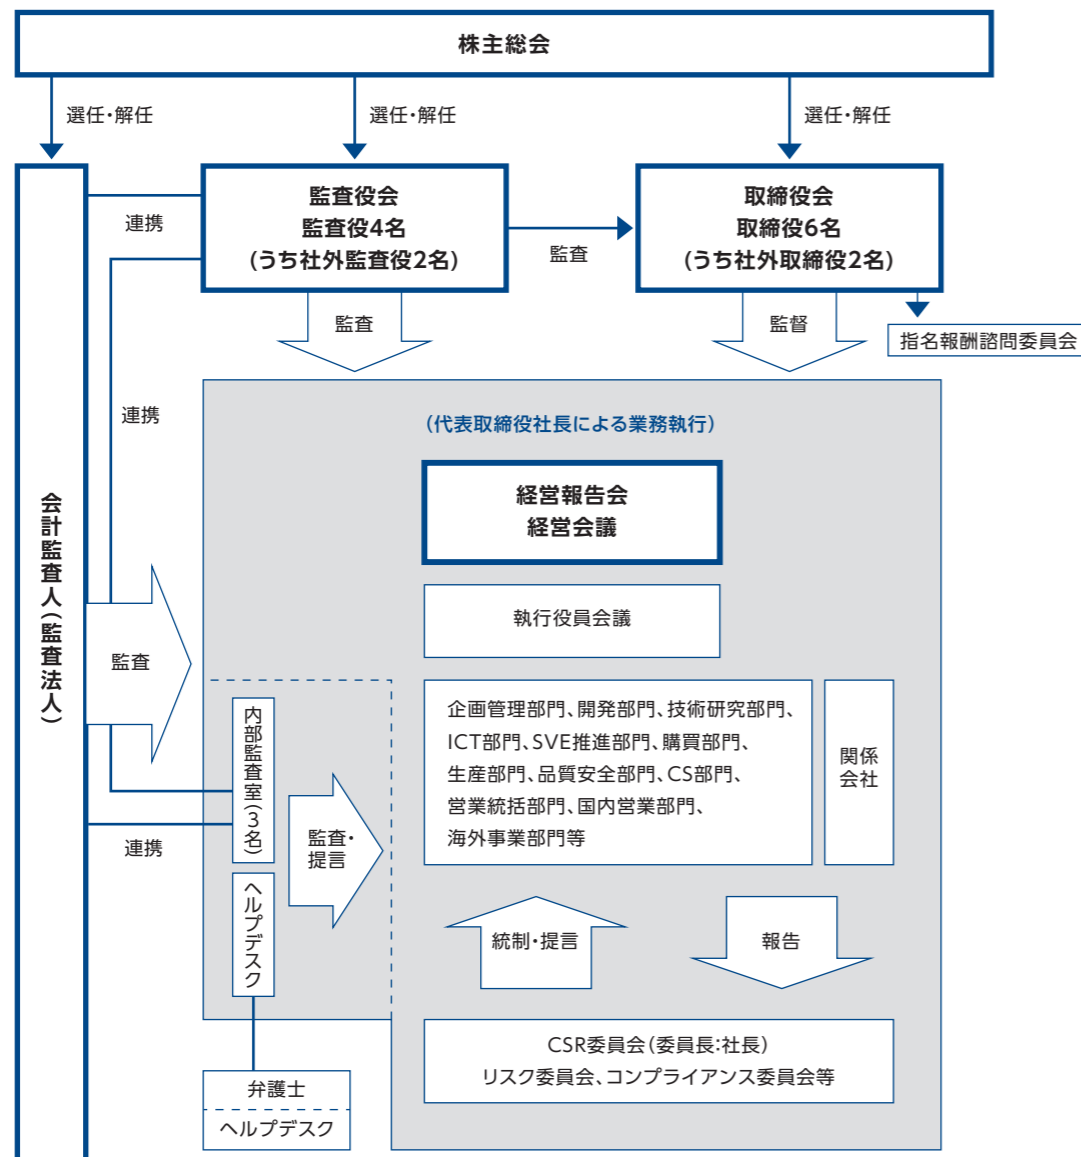 株主総会
選任・解任
選任・解任
選任・解任
監査役会
監査役4名
(うち社外監査役2名)
取締役会
取締役6名
(うち社外取締役2名)
連携
監査
監査
監督
指名報酬諮問委員会
連携
(代表取締役社長による業務執行)
経営報告会
経営会議
会計監査人(監査法人)
執行役員会議
監査
企画管理部門、開発部門、技術研究部門、
ICT部門、SVE推進部門、購買部門、
生産部門、品質安全部門、CS部門、
営業統括部門、国内営業部門、
海外事業部門等
関係
会社
内部監査室(3名)
監査・
提言
連携
ヘルプデスク
統制・提言
報告
CSR委員会(委員長:社長)
リスク委員会、コンプライアンス委員会等
弁護士
ヘルプデスク